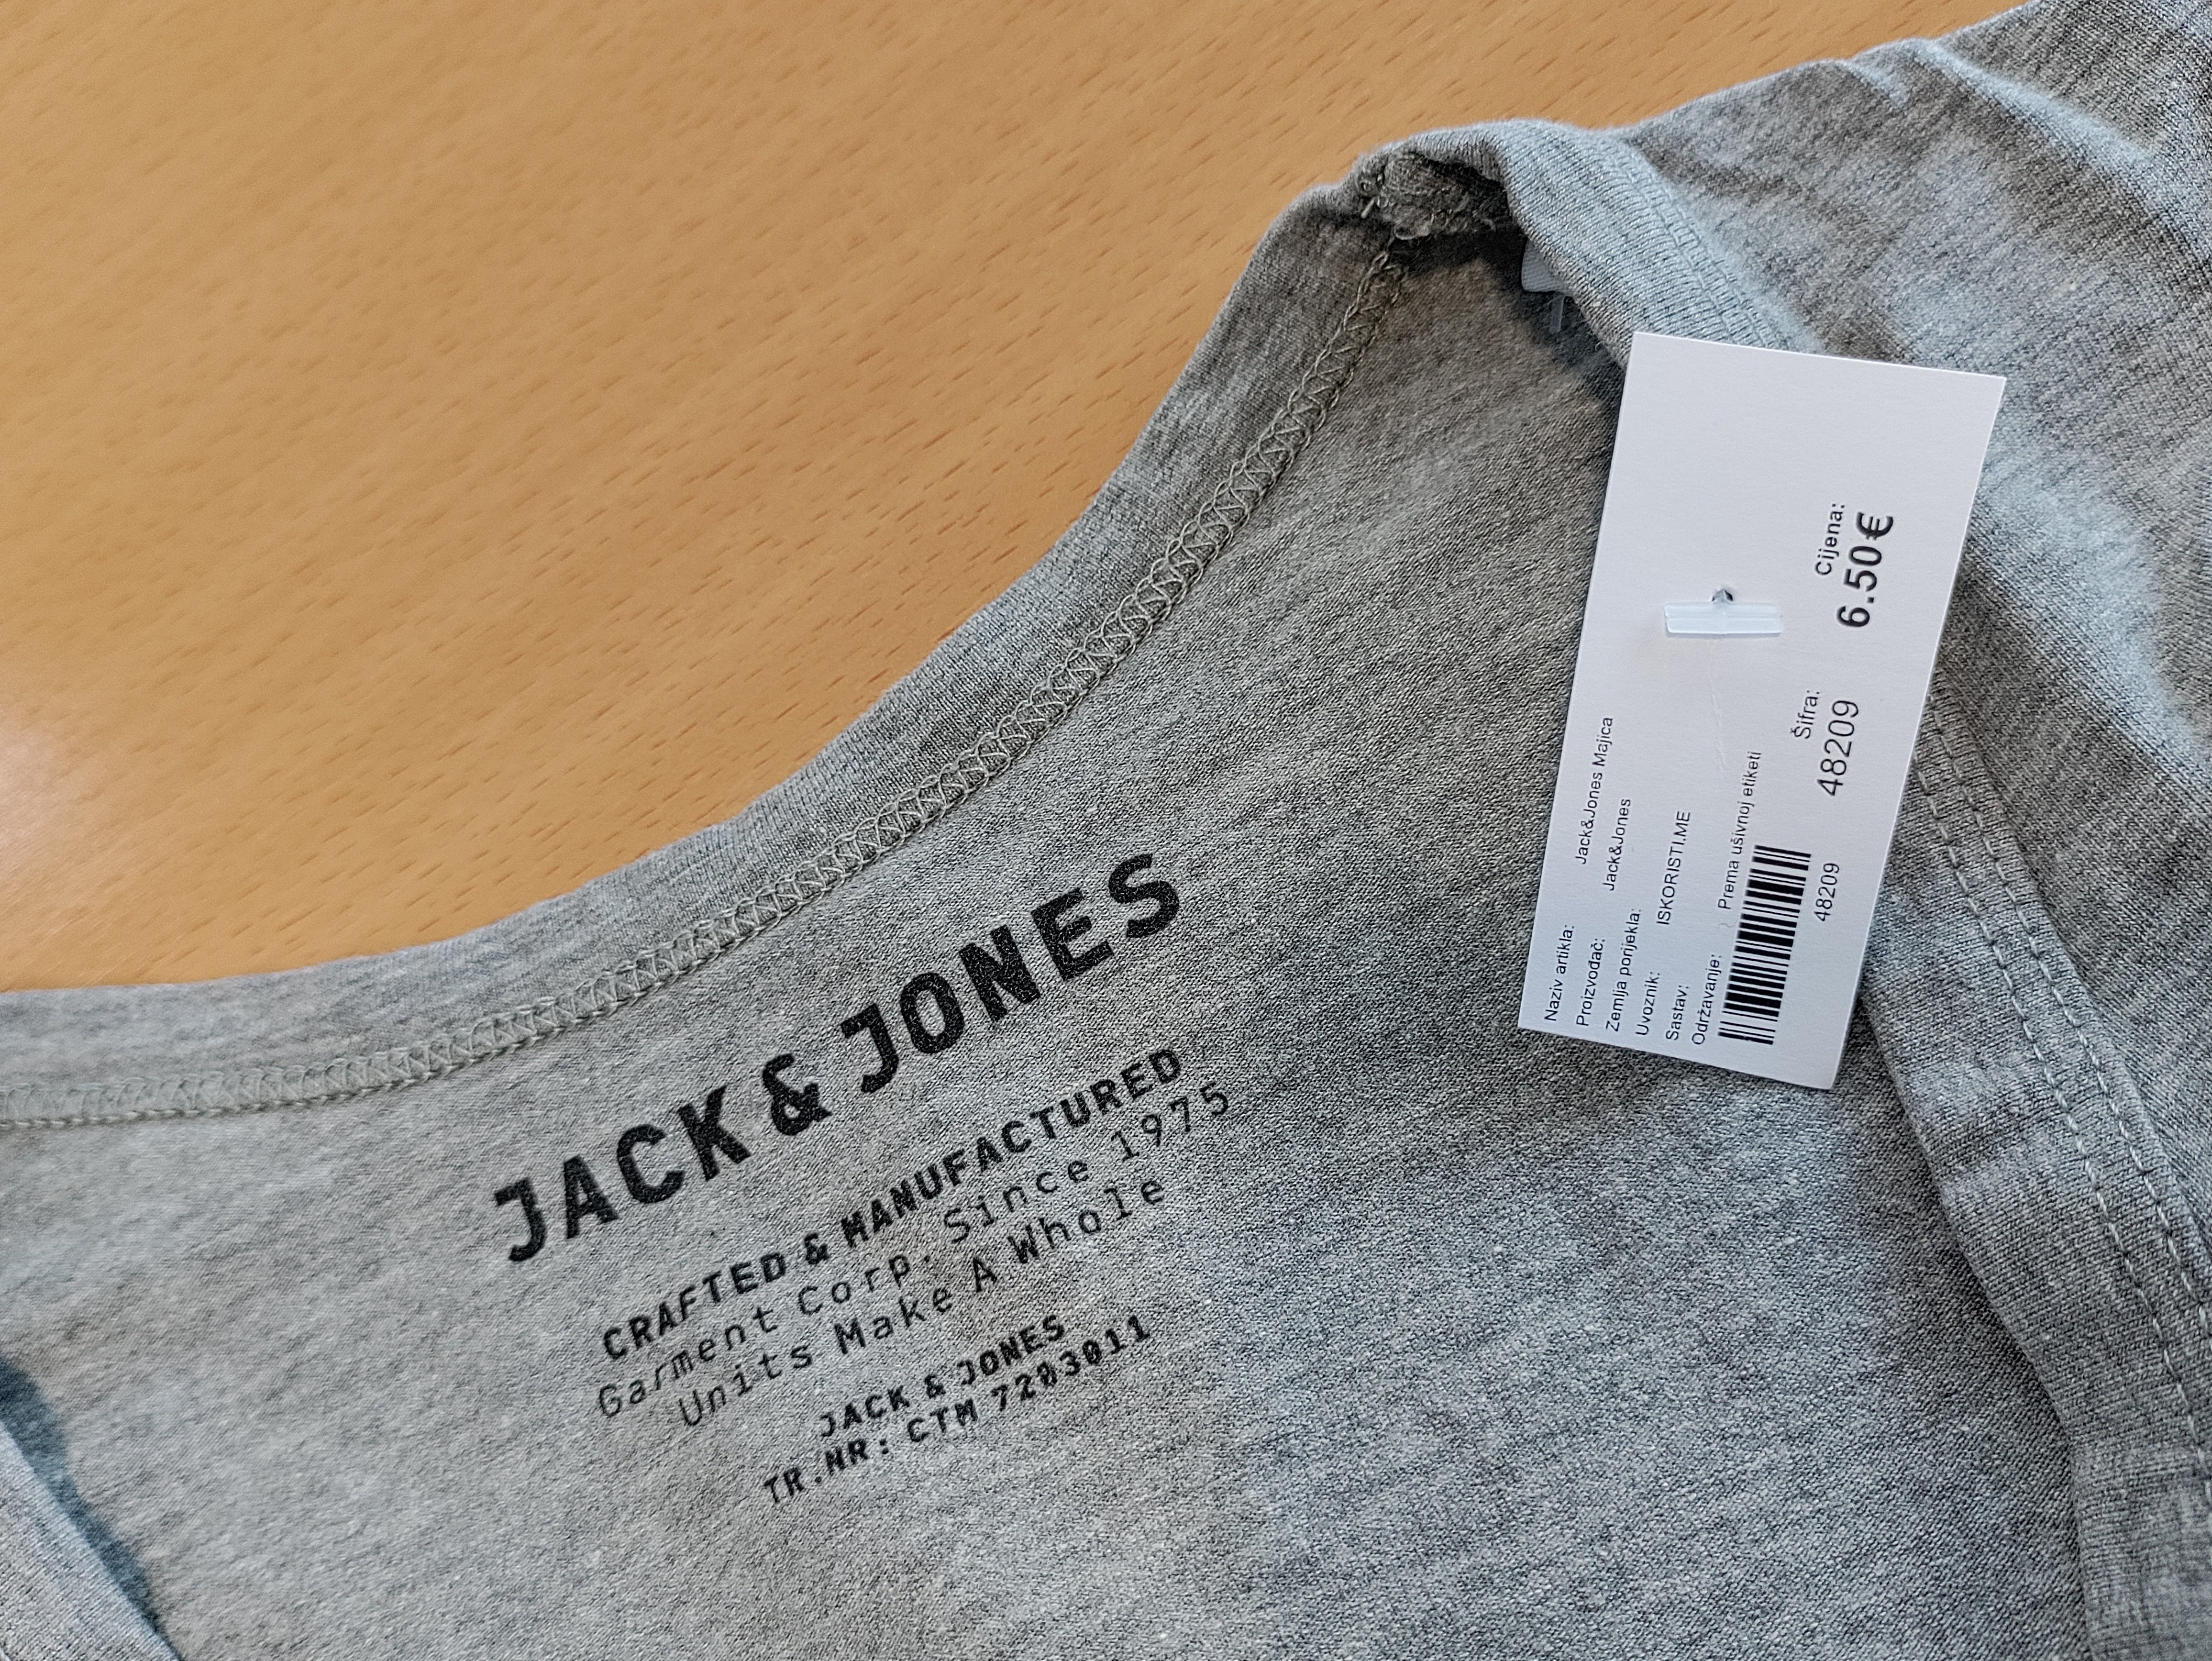 JACK & JONES
CRAFTED & MANUFACTURED
Garment Corp. Since 1975
Units Make A Whole
JACK & JONES
TR.NR: CTM 7203011
Naziv artikla: Jack&Jones Majica
Proizvođač: Jack&Jones
Zemlja porijekla:
Uvoznik: ISKORISTI.ME
Sastav:
Održavanje: Prema ušivnoj etiketi
48209
Šifra:
48209
Cijena:
6.50€